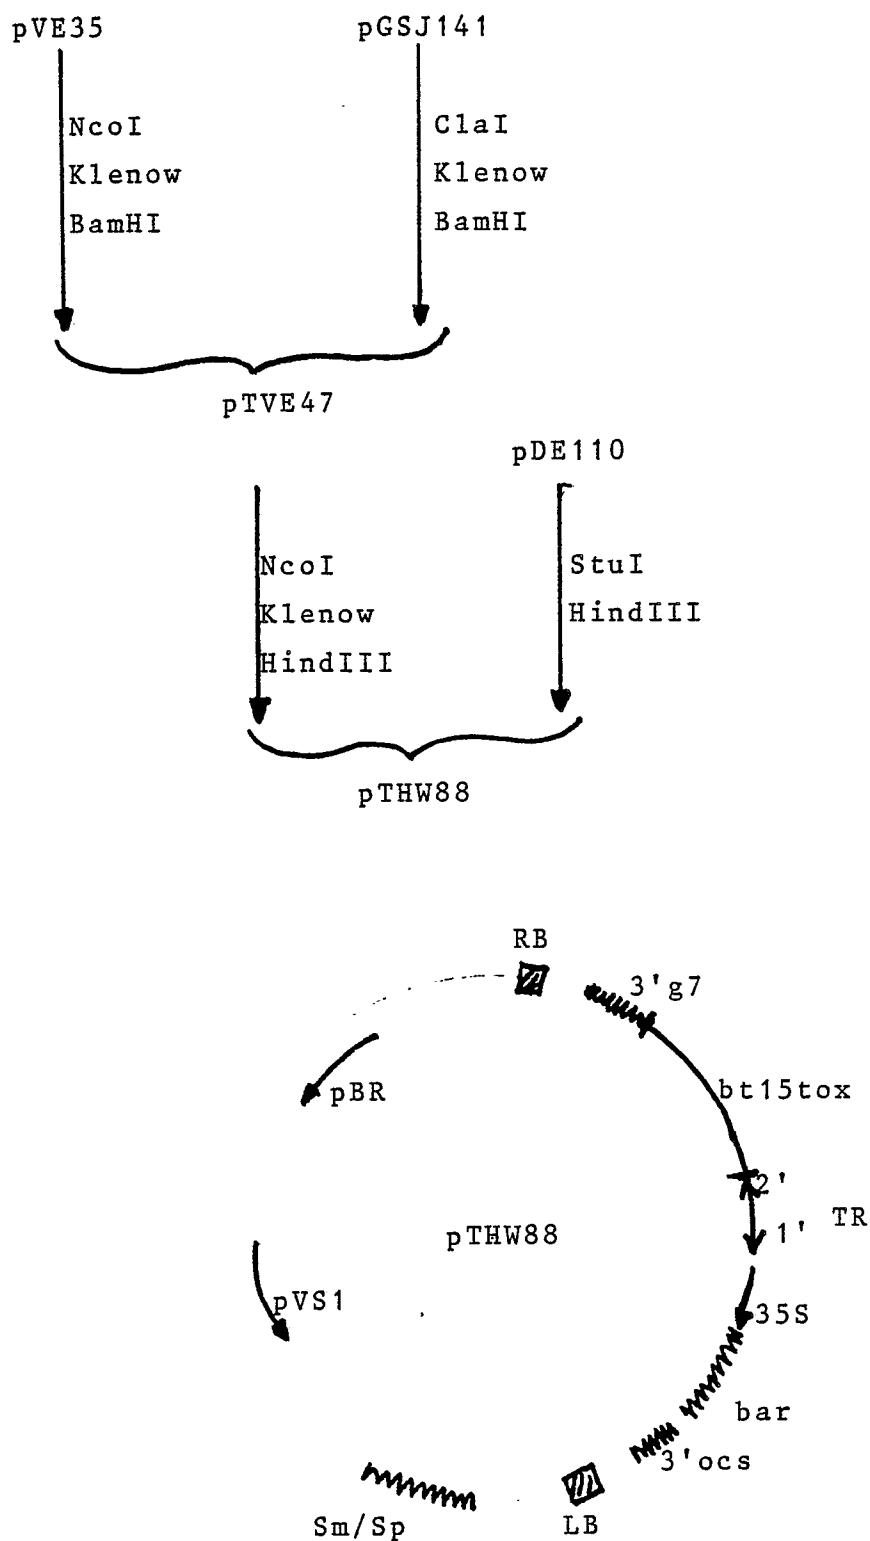 pVE35 pGSJ141
NcoI ClaI
Klenow Klenow
BamHI BamHI
pTVE47
pDE110
NcoI StuI
Klenow HindIII
HindIII
pTHW88
RB
3'g7
pBR bt15tox
2'
pTHW88 1' TR
pVS1 35S
bar
3'ocs
Sm/Sp LB